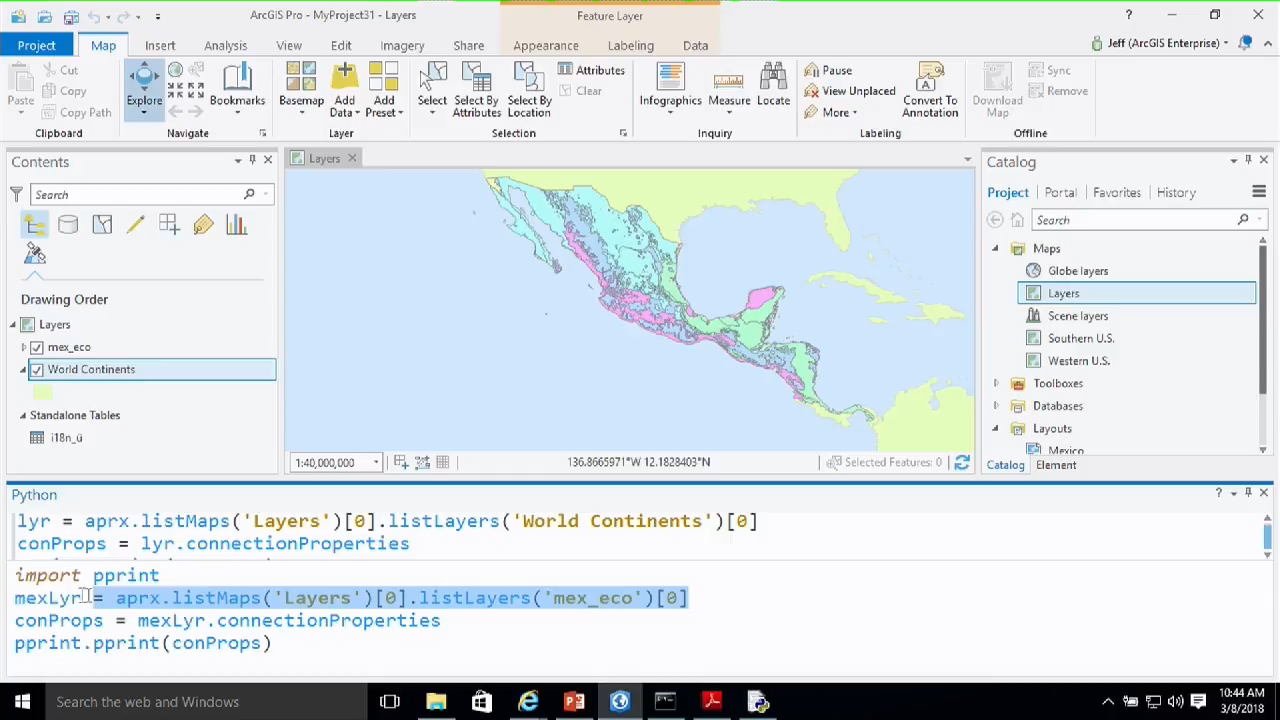 ArcGIS Pro - MyProject31 - Layers
Feature Layer
?
Project
Map
Insert
Analysis
View
Edit
Imagery
Share
Appearance
Labeling
Data
Jeff (ArcGIS Enterprise)
Paste
Cut
Copy
Copy Path
Clipboard
Explore
Bookmarks
Navigate
Basemap
Add Data
Add Preset
Layer
Select
Select By Attributes
Select By Location
Attributes
Clear
Selection
Infographics
Measure
Locate
Inquiry
Pause
View Unplaced
More
Convert To Annotation
Labeling
Download Map
Sync
Remove
Offline
Contents
Search
Drawing Order
Layers
mex_eco
World Continents
Standalone Tables
i18n_ü
Layers
1:40,000,000
136.8665971°W 12.1828403°N
Selected Features: 0
Catalog
Project
Portal
Favorites
History
Search
Maps
Globe layers
Layers
Scene layers
Southern U.S.
Western U.S.
Toolboxes
Databases
Layouts
Mexico
Catalog
Element
Python
?
lyr = aprx.listMaps('Layers')[0].listLayers('World Continents')[0]
conProps = lyr.connectionProperties
import pprint
mexLyr = aprx.listMaps('Layers')[0].listLayers('mex_eco')[0]
conProps = mexLyr.connectionProperties
pprint.pprint(conProps)
Search the web and Windows
10:44 AM
3/8/2018